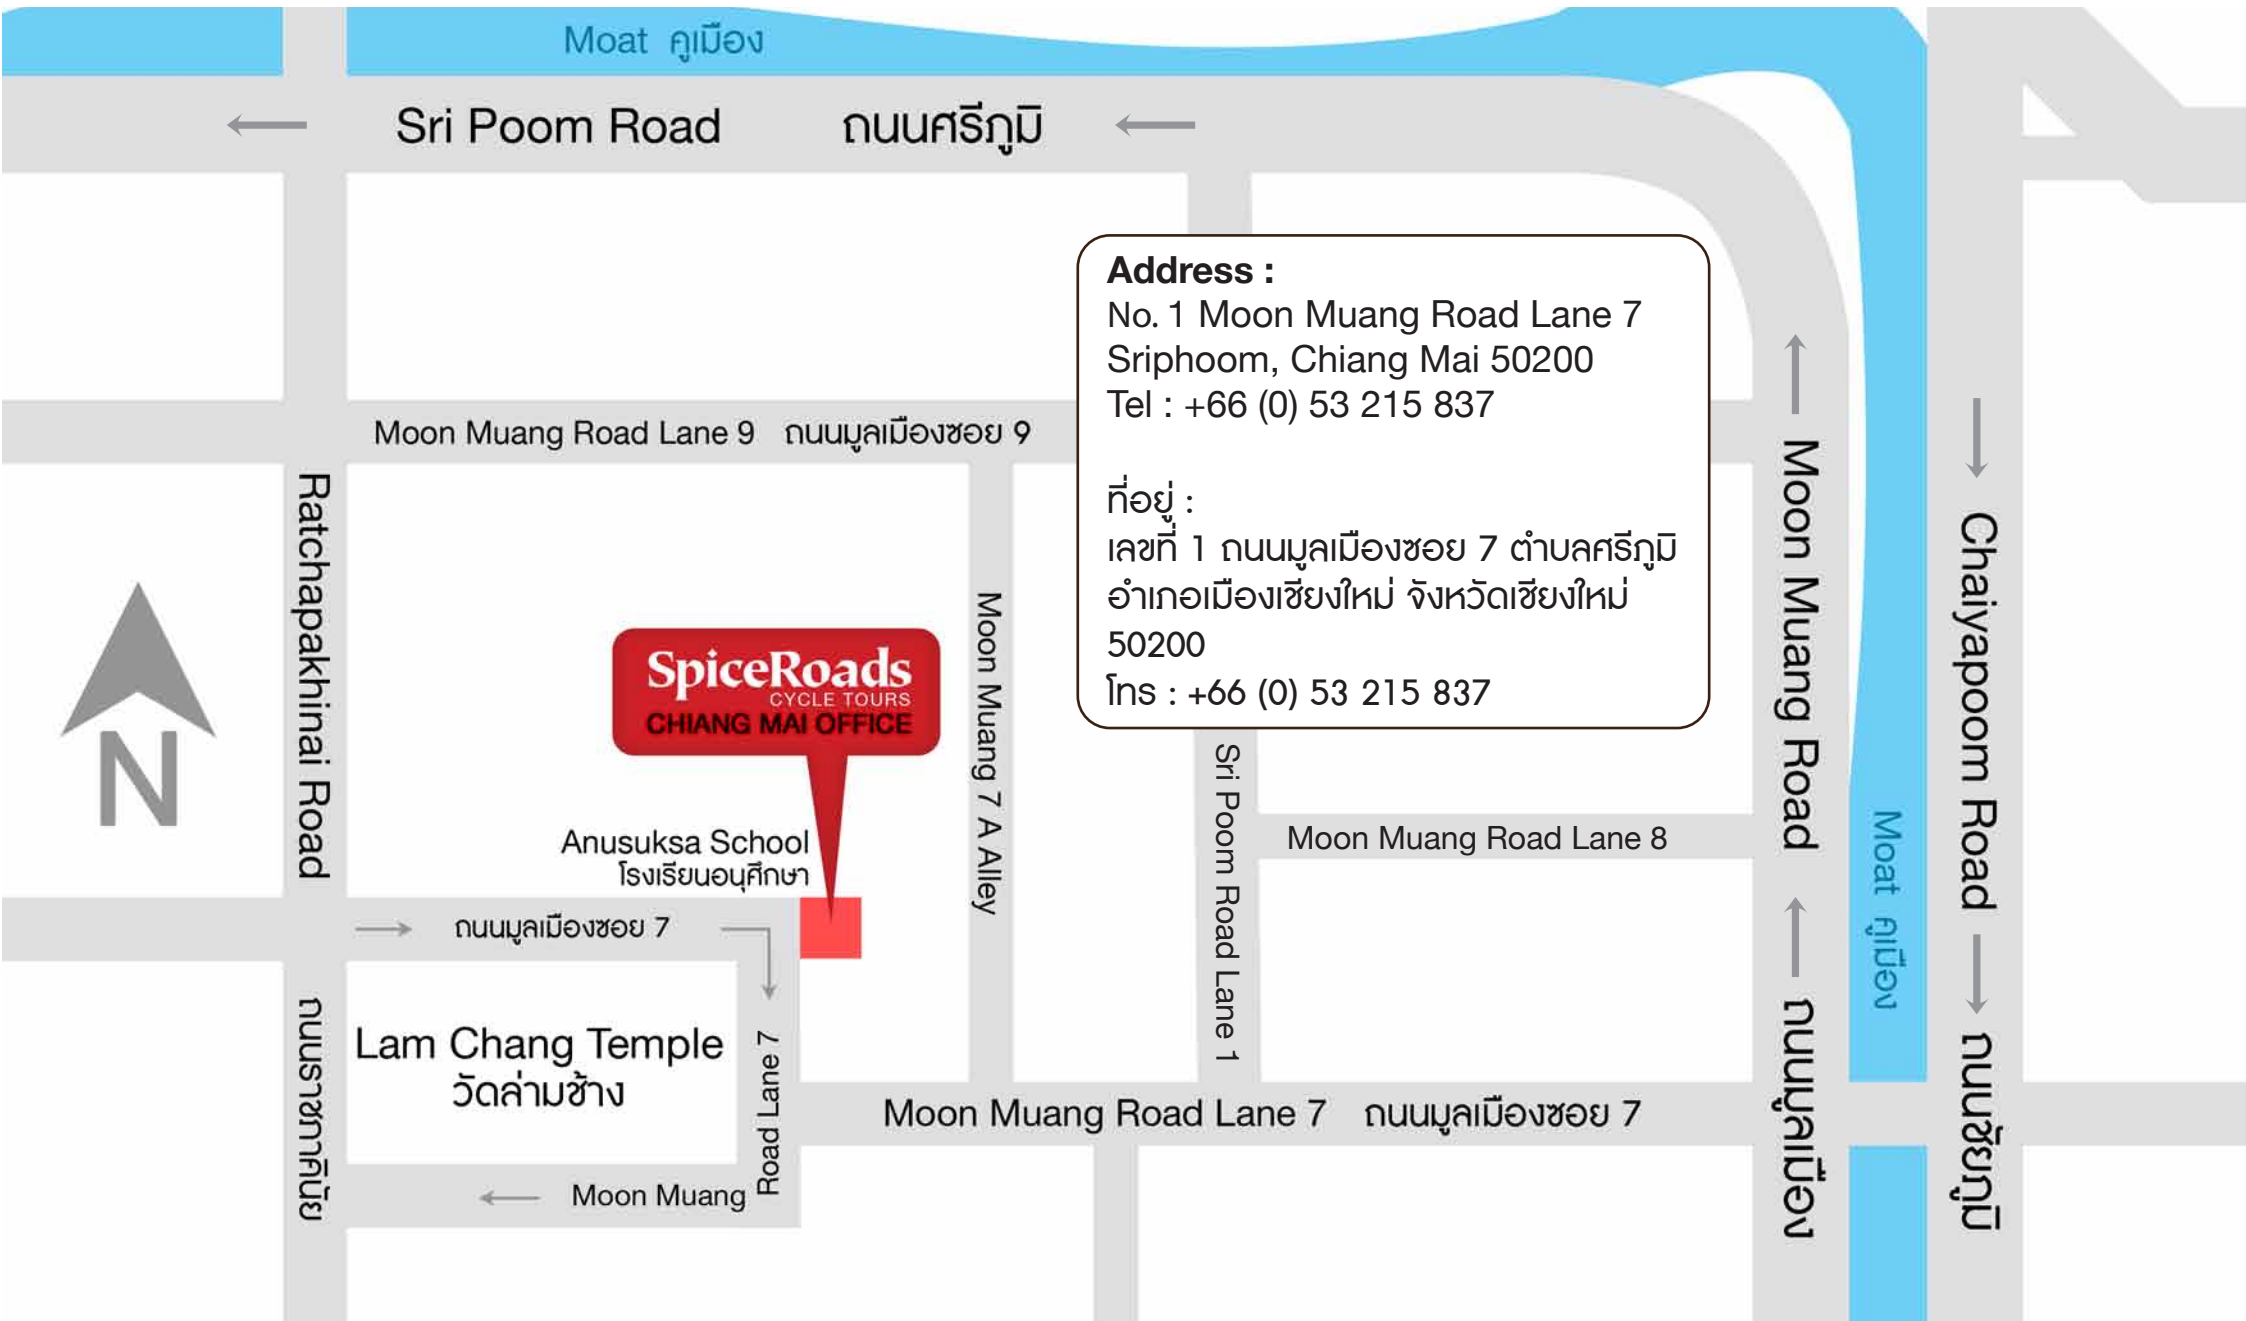 Moat คูเมือง
Sri Poom Road ถนนศรีภูมิ
Address :
No. 1 Moon Muang Road Lane 7
Sriphoom, Chiang Mai 50200
Tel : +66 (0) 53 215 837
ที่อยู่ :
เลขที่ 1 ถนนมูลเมืองซอย 7 ตำบลศรีภูมิ
อำเภอเมืองเชียงใหม่ จังหวัดเชียงใหม่
50200
โทร : +66 (0) 53 215 837
Moon Muang Road Lane 9 ถนนมูลเมืองซอย 9
Ratchapakhinai Road
ถนนราชภาคินัย
N
SpiceRoads
CYCLE TOURS
CHIANG MAI OFFICE
Moon Muang 7 A Alley
Anusuksa School
โรงเรียนอนุศึกษา
ถนนมูลเมืองซอย 7
Lam Chang Temple
วัดล่ามช้าง
Moon Muang
Road Lane 7
Moon Muang Road Lane 7 ถนนมูลเมืองซอย 7
Sri Poom Road Lane 1
Moon Muang Road Lane 8
Moon Muang Road
ถนนมูลเมือง
Moat คูเมือง
Chaiyapoom Road
ถนนชัยภูมิ